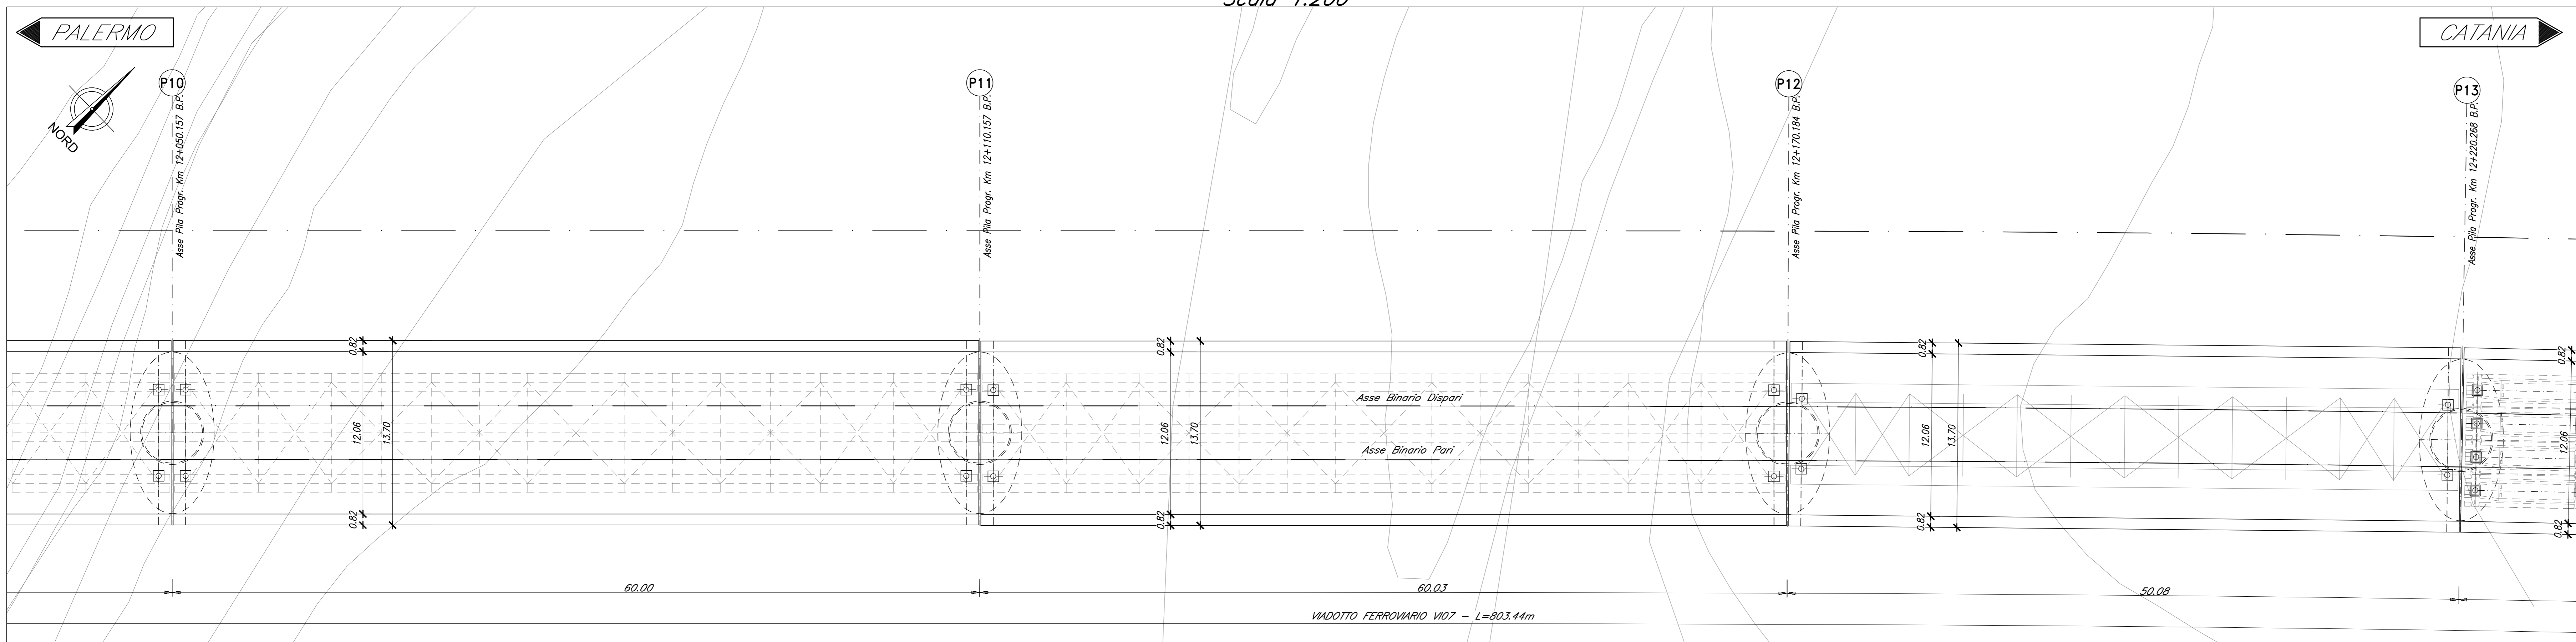 Scala 1:200
PALERMO
CATANIA
NORD
P10
P11
P12
P13
Asse Pila Progr. Km 12+050.157 B.P.
Asse Pila Progr. Km 12+110.157 B.P.
Asse Pila Progr. Km 12+170.184 B.P.
Asse Pila Progr. Km 12+220.268 B.P.
0.82
12.06
13.70
0.82
0.82
12.06
13.70
0.82
Asse Binario Dispari
Asse Binario Pari
0.82
12.06
13.70
0.82
0.82
12.06
0.82
60.00
60.03
50.08
VIADOTTO FERROVIARIO VI07 - L=803.44m